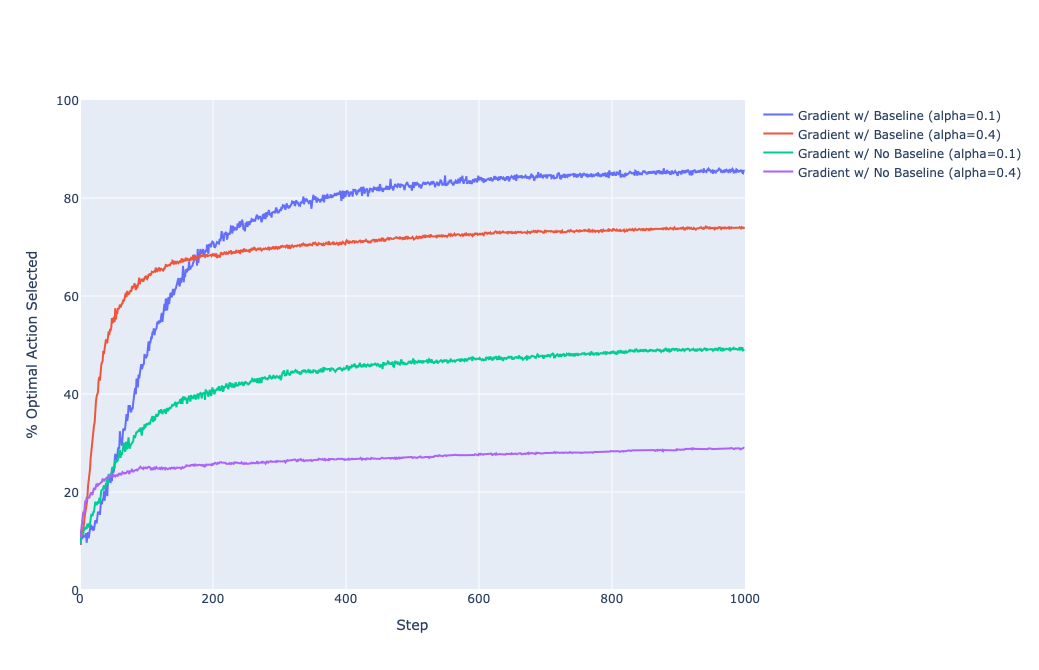 100
80
60
40
20
0
% Optimal Action Selected
0 200 400 600 800 1000
Step
Gradient w/ Baseline (alpha=0.1)
Gradient w/ Baseline (alpha=0.4)
Gradient w/ No Baseline (alpha=0.1)
Gradient w/ No Baseline (alpha=0.4)